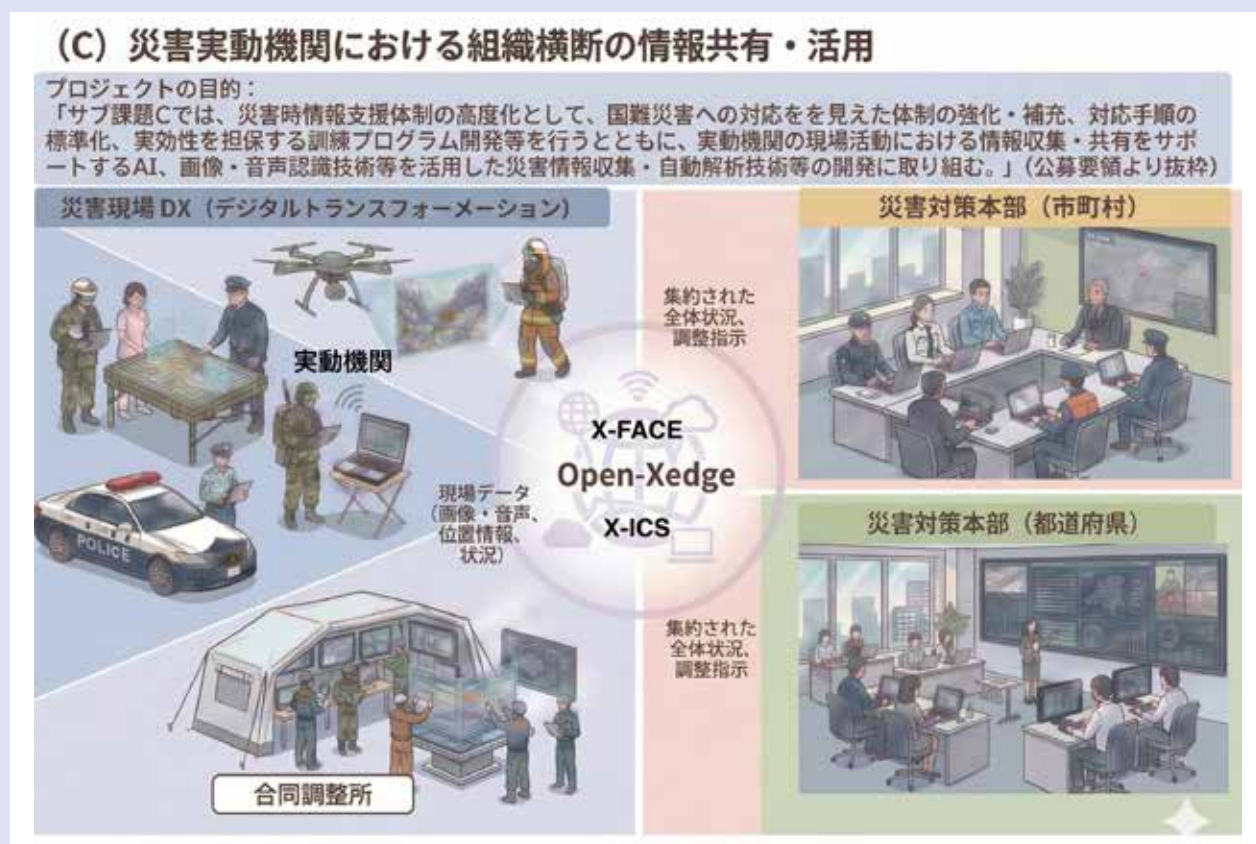 （C）災害実動機関における組織横断の情報共有・活用
プロジェクトの目的：
「サブ課題Cでは、災害時情報支援体制の高度化として、国難災害への対応をを見えた体制の強化・補充、対応手順の
標準化、実効性を担保する訓練プログラム開発等を行うとともに、実動機関の現場活動における情報収集・共有をサポ
ートするAI、画像・音声認識技術等を活用した災害情報収集・自動解析技術等の開発に取り組む。」（公募要領より抜粋）
災害現場 DX（デジタルトランスフォーメーション）
実動機関
POLICE
現場データ
（画像・音声、
位置情報、
状況）
合同調整所
X-FACE
Open-Xedge
X-ICS
集約された
全体状況、
調整指示
災害対策本部（市町村）
集約された
全体状況、
調整指示
災害対策本部（都道府県）